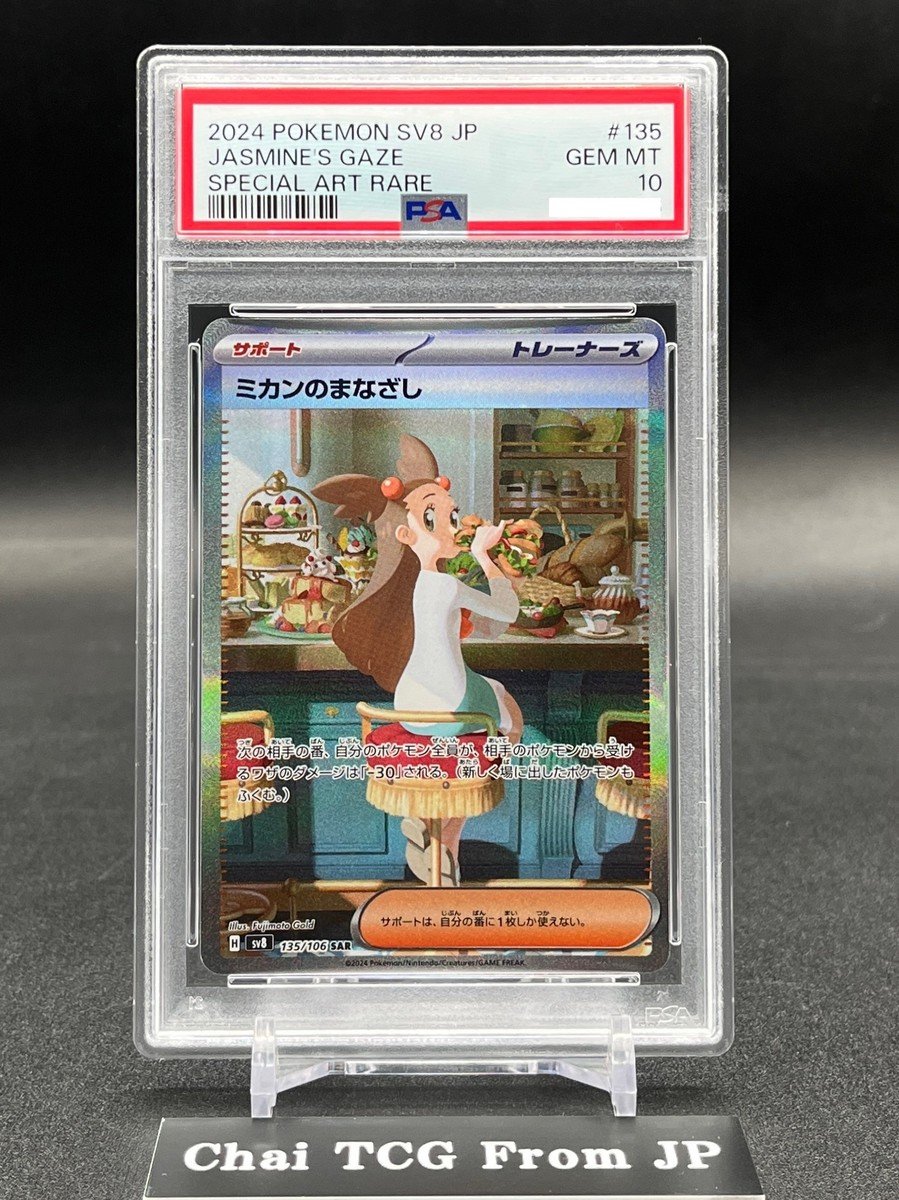 2024 POKEMON SV8 JP #135
JASMINE'S GAZE GEM MT
SPECIAL ART RARE 10
PSA
サポート トレーナーズ
ミカンのまなざし
次の相手の番、自分のポケモン全員が、相手のポケモンから受け
るワザのダメージは「-30」される。（新しく場に出したポケモンも
ふくむ。）
サポートは、自分の番に1枚しか使えない。
Illus. Fujimoto Gold
H sv8 135/106 SAR
©2024 Pokémon/Nintendo/Creatures/GAME FREAK.
PSA
Chai TCG From JP